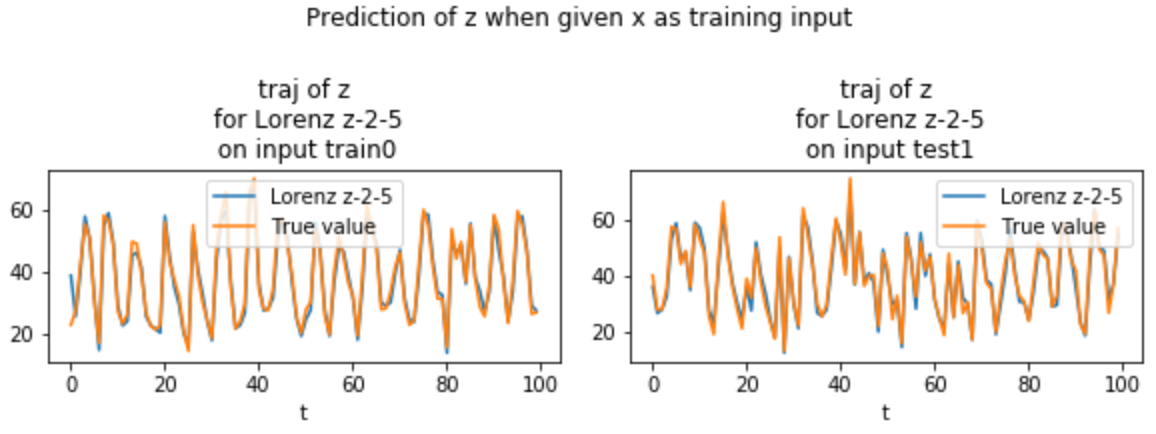 Prediction of z when given x as training input
traj of z
for Lorenz z-2-5
on input train0
Lorenz z-2-5
True value
60
40
20
0
20
40
60
80
100
t
traj of z
for Lorenz z-2-5
on input test1
Lorenz z-2-5
True value
60
40
20
0
20
40
60
80
100
t